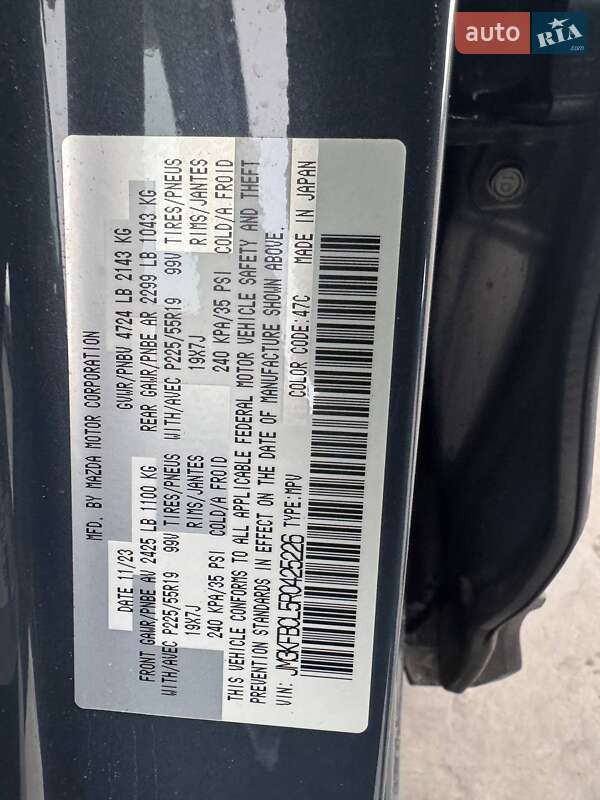 auto RIA.com
MFD. BY MAZDA MOTOR CORPORATION
DATE 11/23 GVWR/PNBV 4724 LB 2143 KG
FRONT GAWR/PNBE AV 2425 LB 1100 KG REAR GAWR/PNBE AR 2299 LB 1043 KG
WITH/AVEC P225/55R19 99V TIRES/PNEUS WITH/AVEC P225/55R19 99V TIRES/PNEUS
19X7J RIMS/JANTES 19X7J RIMS/JANTES
240 KPA/35 PSI COLD/A FROID 240 KPA/35 PSI COLD/A FROID
THIS VEHICLE CONFORMS TO ALL APPLICABLE FEDERAL MOTOR VEHICLE SAFETY AND THEFT
PREVENTION STANDARDS IN EFFECT ON THE DATE OF MANUFACTURE SHOWN ABOVE.
VIN: JM3KFBCL5R0425226 TYPE:MPV COLOR CODE:47C MADE IN JAPAN